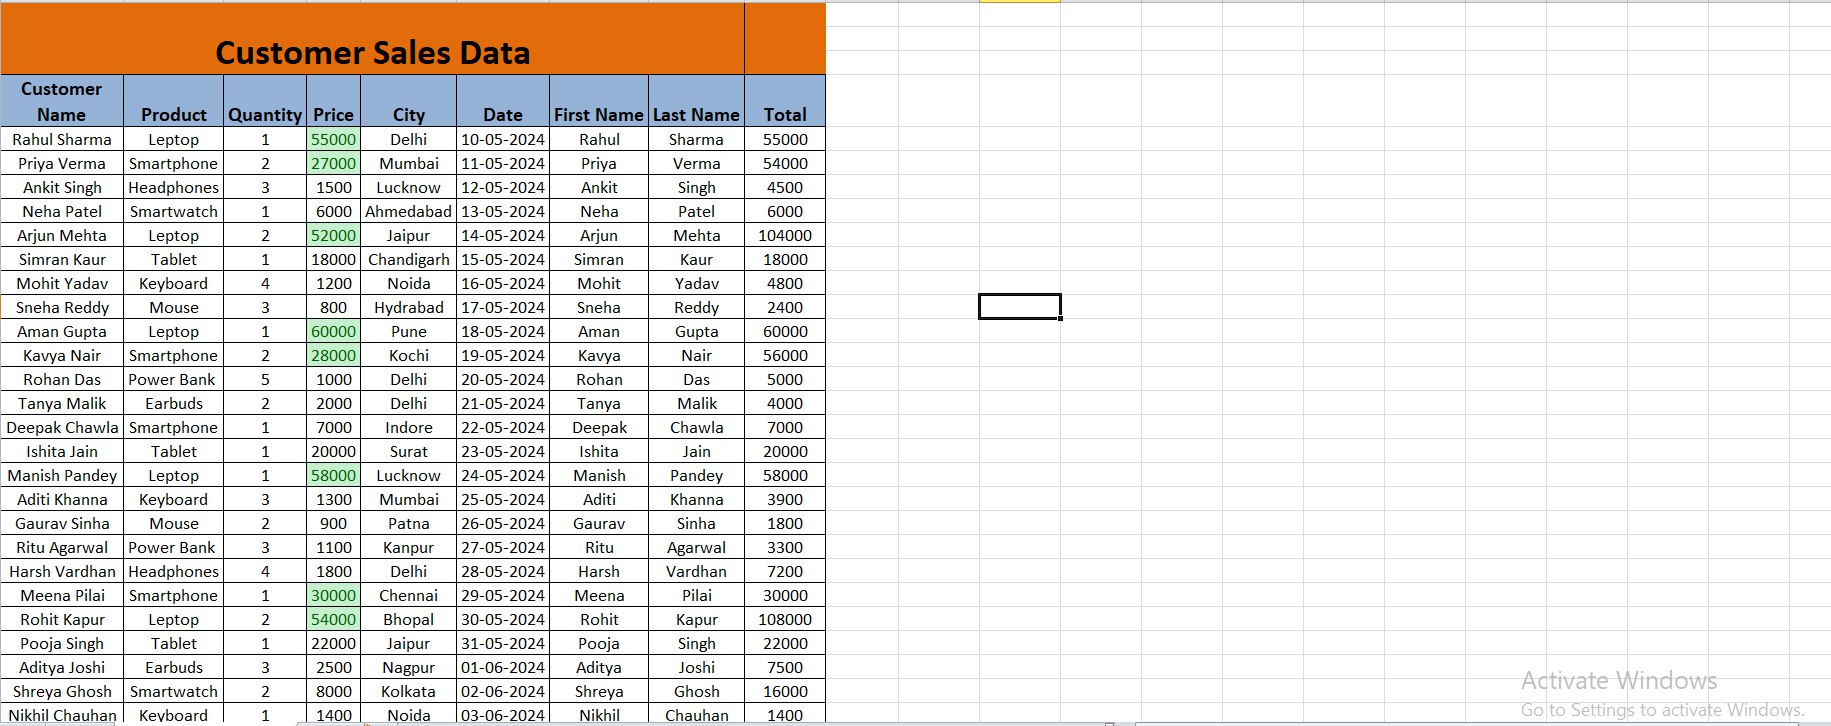 Customer Sales Data
Customer Name Product Quantity Price City Date First Name Last Name Total
Rahul Sharma Leptop 1 55000 Delhi 10-05-2024 Rahul Sharma 55000
Priya Verma Smartphone 2 27000 Mumbai 11-05-2024 Priya Verma 54000
Ankit Singh Headphones 3 1500 Lucknow 12-05-2024 Ankit Singh 4500
Neha Patel Smartwatch 1 6000 Ahmedabad 13-05-2024 Neha Patel 6000
Arjun Mehta Leptop 2 52000 Jaipur 14-05-2024 Arjun Mehta 104000
Simran Kaur Tablet 1 18000 Chandigarh 15-05-2024 Simran Kaur 18000
Mohit Yadav Keyboard 4 1200 Noida 16-05-2024 Mohit Yadav 4800
Sneha Reddy Mouse 3 800 Hydrabad 17-05-2024 Sneha Reddy 2400
Aman Gupta Leptop 1 60000 Pune 18-05-2024 Aman Gupta 60000
Kavya Nair Smartphone 2 28000 Kochi 19-05-2024 Kavya Nair 56000
Rohan Das Power Bank 5 1000 Delhi 20-05-2024 Rohan Das 5000
Tanya Malik Earbuds 2 2000 Delhi 21-05-2024 Tanya Malik 4000
Deepak Chawla Smartphone 1 7000 Indore 22-05-2024 Deepak Chawla 7000
Ishita Jain Tablet 1 20000 Surat 23-05-2024 Ishita Jain 20000
Manish Pandey Leptop 1 58000 Lucknow 24-05-2024 Manish Pandey 58000
Aditi Khanna Keyboard 3 1300 Mumbai 25-05-2024 Aditi Khanna 3900
Gaurav Sinha Mouse 2 900 Patna 26-05-2024 Gaurav Sinha 1800
Ritu Agarwal Power Bank 3 1100 Kanpur 27-05-2024 Ritu Agarwal 3300
Harsh Vardhan Headphones 4 1800 Delhi 28-05-2024 Harsh Vardhan 7200
Meena Pilai Smartphone 1 30000 Chennai 29-05-2024 Meena Pilai 30000
Rohit Kapur Leptop 2 54000 Bhopal 30-05-2024 Rohit Kapur 108000
Pooja Singh Tablet 1 22000 Jaipur 31-05-2024 Pooja Singh 22000
Aditya Joshi Earbuds 3 2500 Nagpur 01-06-2024 Aditya Joshi 7500
Shreya Ghosh Smartwatch 2 8000 Kolkata 02-06-2024 Shreya Ghosh 16000
Nikhil Chauhan Keyboard 1 1400 Noida 03-06-2024 Nikhil Chauhan 1400
Activate Windows
Go to Settings to activate Windows.